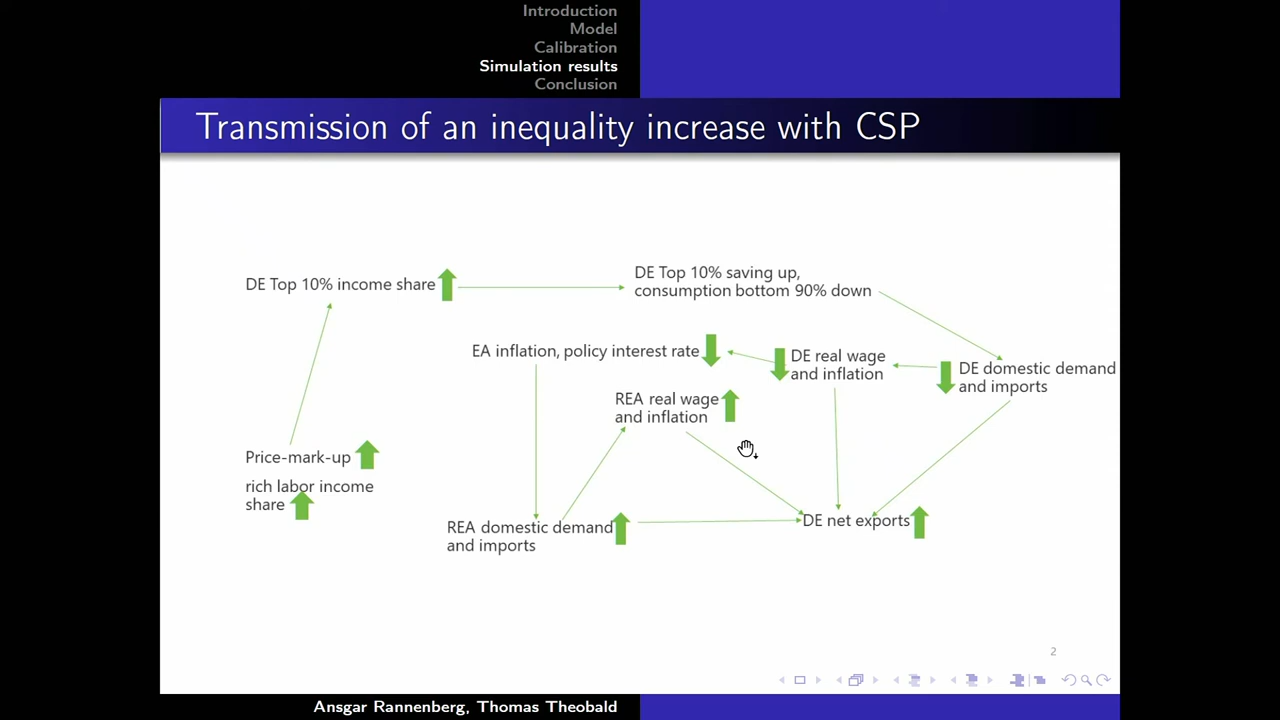 Introduction
Model
Calibration
Simulation results
Conclusion
Transmission of an inequality increase with CSP
DE Top 10% income share
DE Top 10% saving up,
consumption bottom 90% down
EA inflation, policy interest rate
DE real wage
and inflation
DE domestic demand
and imports
REA real wage
and inflation
Price-mark-up
rich labor income
share
REA domestic demand
and imports
DE net exports
2
Ansgar Rannenberg, Thomas Theobald